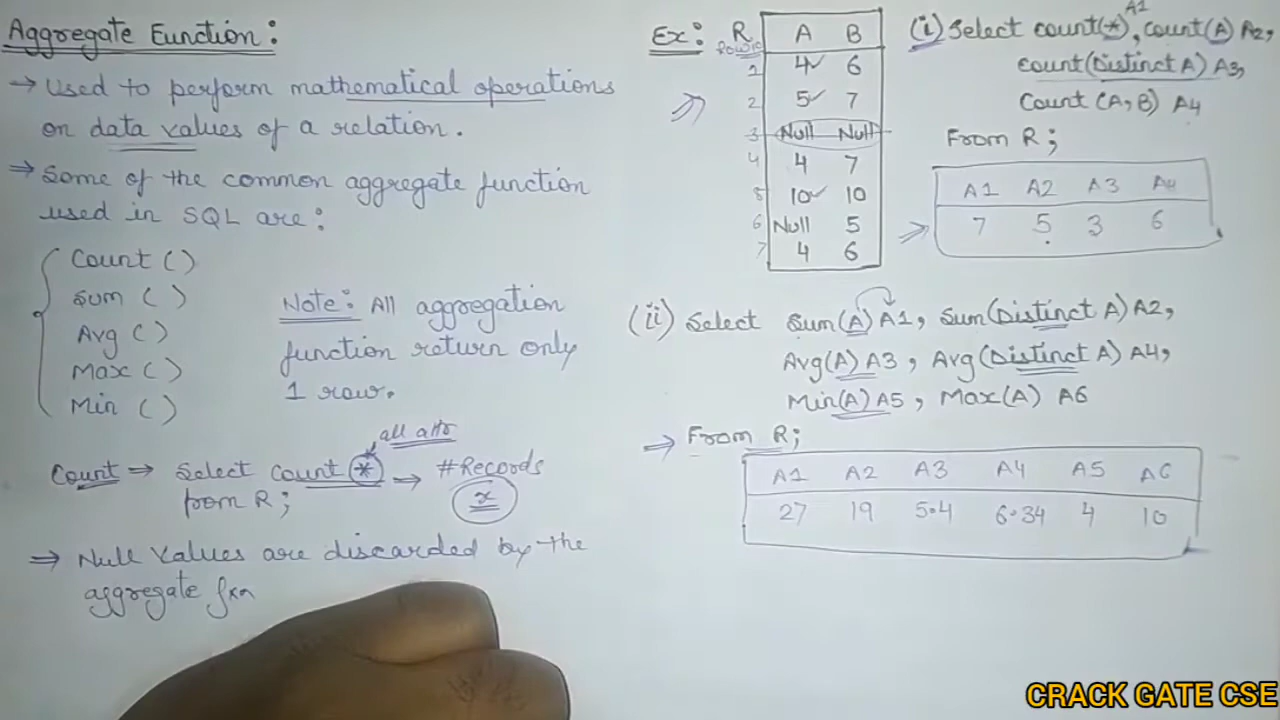 Aggregate Function :
→ Used to perform mathematical operations
on data values of a relation.
→ Some of the common aggregate function
used in SQL are :
Count ( )
Sum ( )
Avg ( )
Max ( )
Min ( )
Note : All aggregation
function return only
1 row.
all attr
Count → Select Count (*) → #Records
from R ; x
⇒ Null values are discarded by the
aggregate fxn
Ex : R A B
1 4 6
2 5 7
3 Null Null
4 4 7
5 10 10
6 Null 5
7 4 6
A1
(i) Select count(*), count(A) A2,
count(Distinct A) A3,
Count (A, B) A4
From R ;
A1 A2 A3 A4
7 5 3 6
(ii) Select Sum(A) A1, Sum(Distinct A) A2,
Avg(A) A3 , Avg(Distinct A) A4,
Min(A) A5 , Max(A) A6
→ From R ;
A1 A2 A3 A4 A5 A6
27 19 5.4 6.34 4 10
CRACK GATE CSE